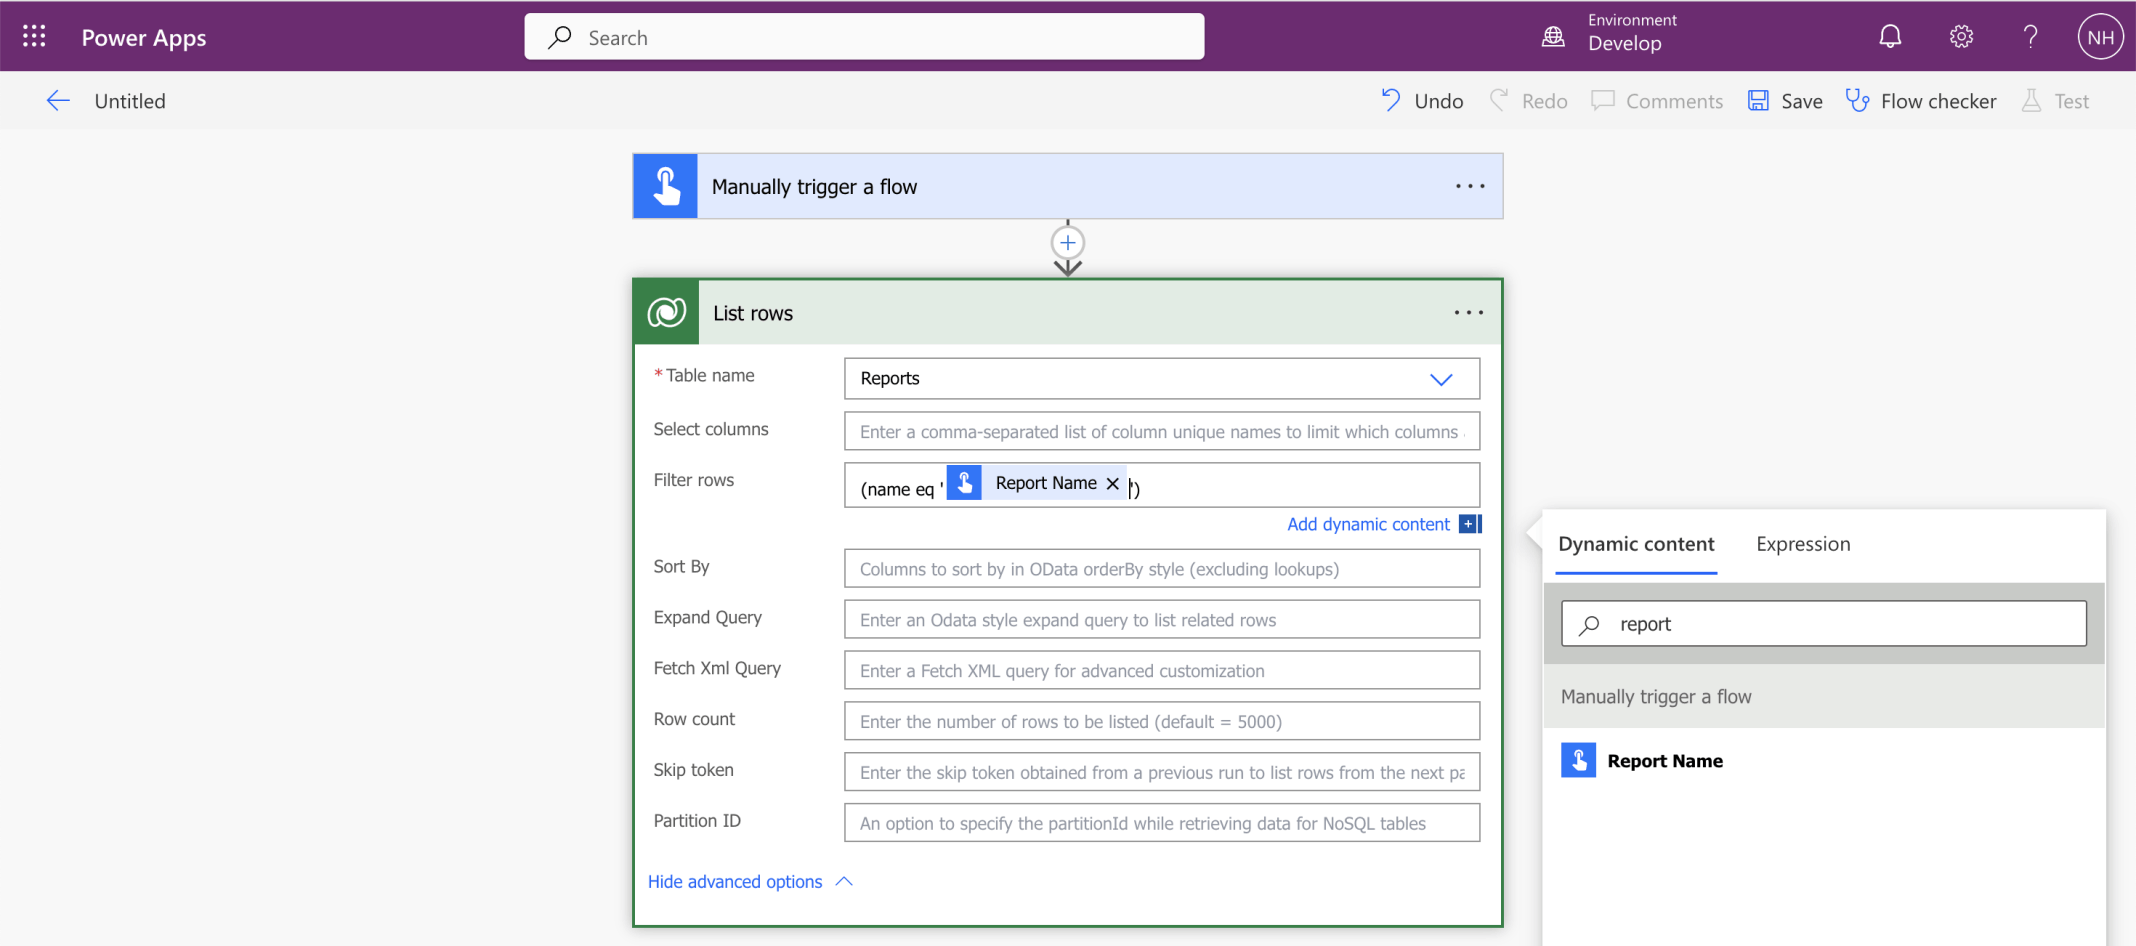 Power Apps
Search
Environment
Develop
?
NH
Untitled
Undo
Redo
Comments
Save
Flow checker
Test
Manually trigger a flow
List rows
* Table name
Reports
Select columns
Enter a comma-separated list of column unique names to limit which columns
Filter rows
(name eq ' Report Name × ')
Add dynamic content
Sort By
Columns to sort by in OData orderBy style (excluding lookups)
Expand Query
Enter an Odata style expand query to list related rows
Fetch Xml Query
Enter a Fetch XML query for advanced customization
Row count
Enter the number of rows to be listed (default = 5000)
Skip token
Enter the skip token obtained from a previous run to list rows from the next pa
Partition ID
An option to specify the partitionId while retrieving data for NoSQL tables
Hide advanced options
Dynamic content
Expression
report
Manually trigger a flow
Report Name